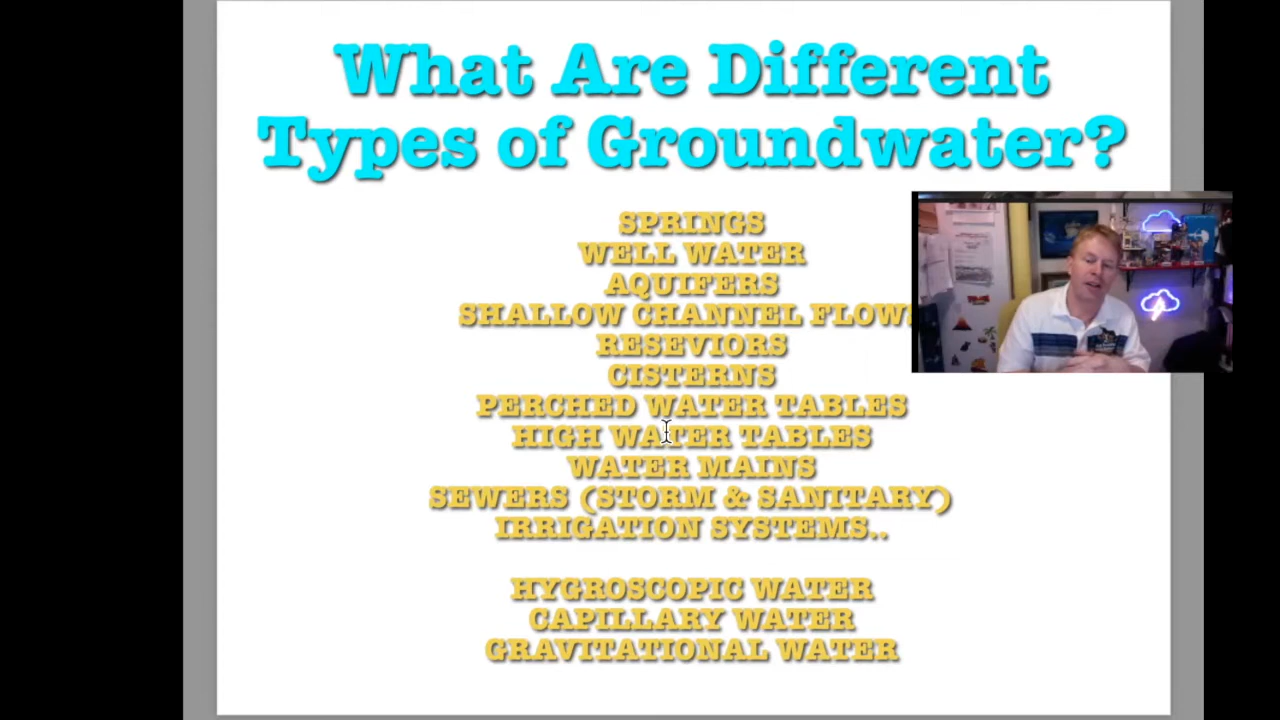 What Are Different
Types of Groundwater?
SPRINGS
WELL WATER
AQUIFERS
SHALLOW CHANNEL FLOW
RESEVIORS
CISTERNS
PERCHED WATER TABLES
HIGH WATER TABLES
WATER MAINS
SEWERS (STORM & SANITARY)
IRRIGATION SYSTEMS..
HYGROSCOPIC WATER
CAPILLARY WATER
GRAVITATIONAL WATER